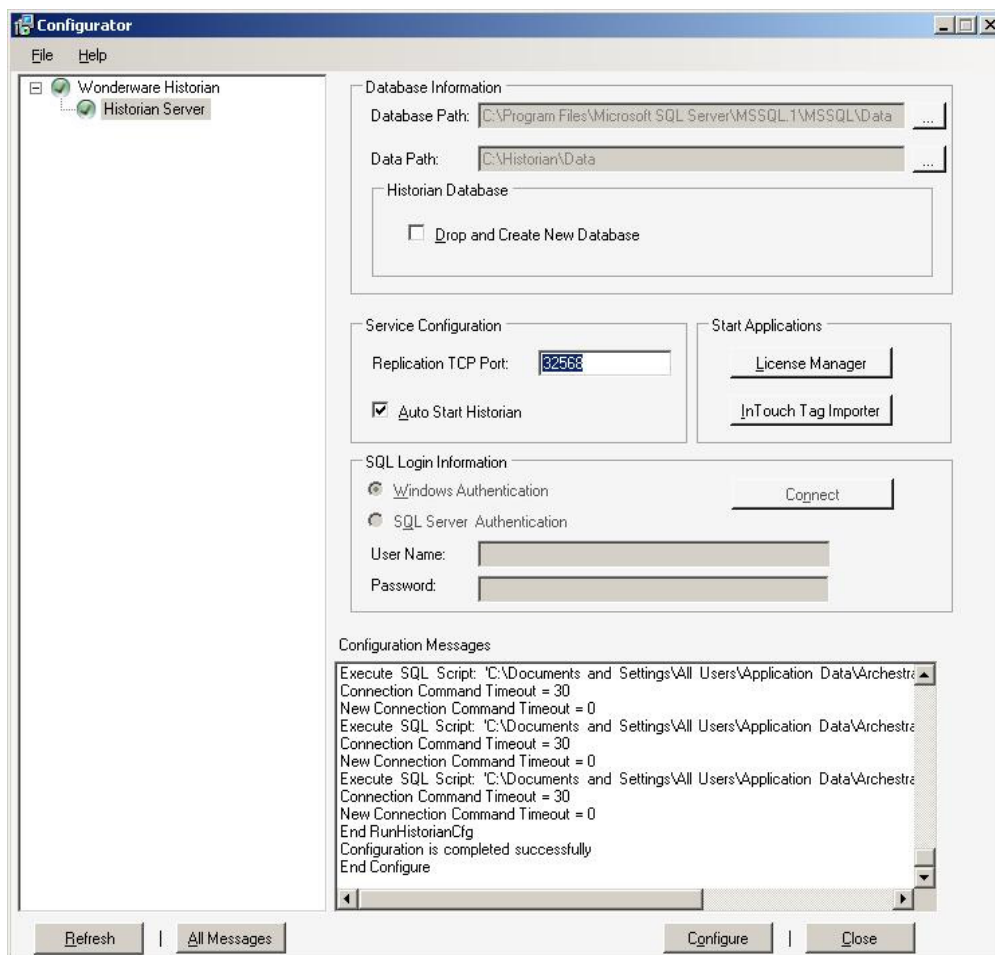 Configurator
File Help
Wonderware Historian
Historian Server
Database Information
Database Path: C:\Program Files\Microsoft SQL Server\MSSQL.1\MSSQL\Data ...
Data Path: C:\Historian\Data ...
Historian Database
Drop and Create New Database
Service Configuration
Replication TCP Port: 32568
Auto Start Historian
Start Applications
License Manager
InTouch Tag Importer
SQL Login Information
Windows Authentication
Connect
SQL Server Authentication
User Name:
Password:
Configuration Messages
Execute SQL Script: 'C:\Documents and Settings\All Users\Application Data\Archestra
Connection Command Timeout = 30
New Connection Command Timeout = 0
Execute SQL Script: 'C:\Documents and Settings\All Users\Application Data\Archestra
Connection Command Timeout = 30
New Connection Command Timeout = 0
Execute SQL Script: 'C:\Documents and Settings\All Users\Application Data\Archestra
Connection Command Timeout = 30
New Connection Command Timeout = 0
End RunHistorianCfg
Configuration is completed successfully
End Configure
Refresh | All Messages Configure | Close